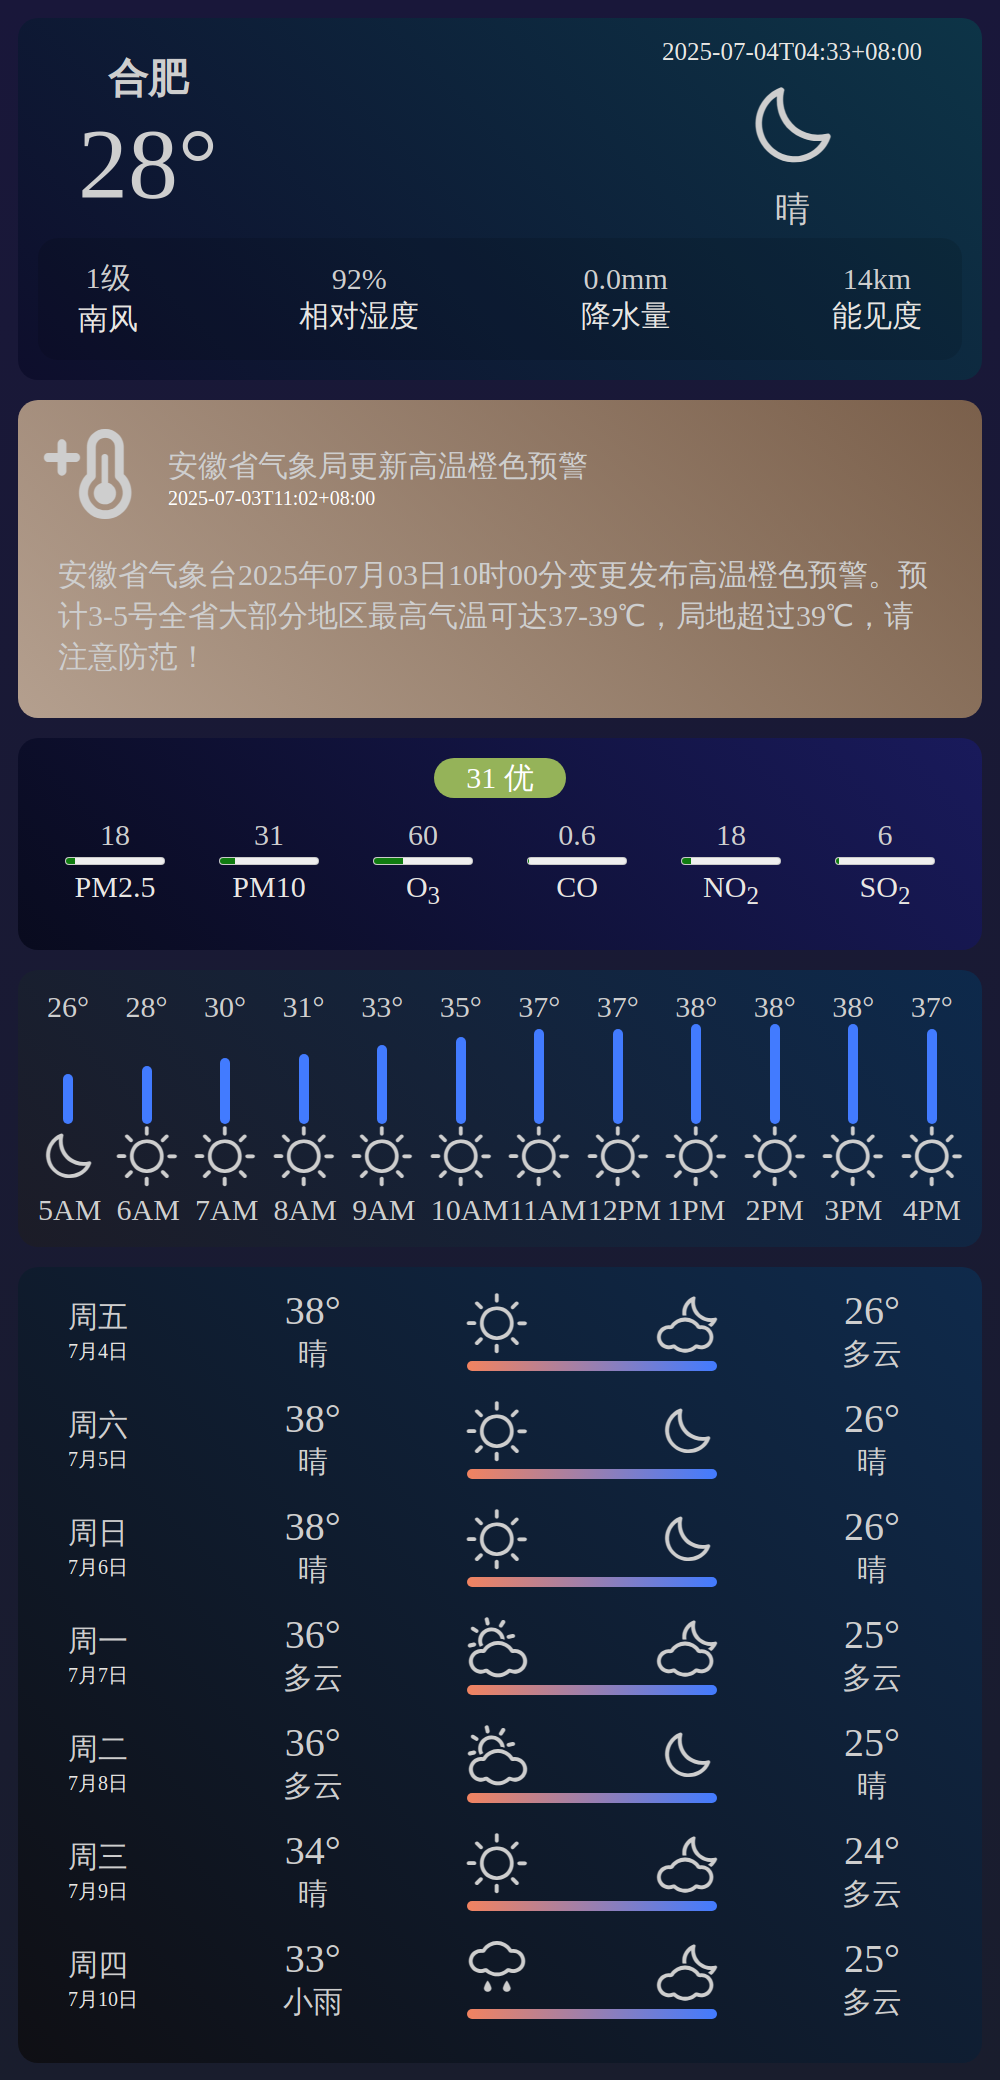 合肥
28°
2025-07-04T04:33+08:00
晴
1级 92% 0.0mm 14km
南风 相对湿度 降水量 能见度
安徽省气象局更新高温橙色预警
2025-07-03T11:02+08:00
安徽省气象台2025年07月03日10时00分变更发布高温橙色预警。预
计3-5号全省大部分地区最高气温可达37-39℃，局地超过39℃，请
注意防范！
31 优
18 31 60 0.6 18 6
PM2.5 PM10 O3 CO NO2 SO2
26° 28° 30° 31° 33° 35° 37° 37° 38° 38° 38° 37°
5AM 6AM 7AM 8AM 9AM 10AM 11AM 12PM 1PM 2PM 3PM 4PM
周五 38° 26°
7月4日 晴 多云
周六 38° 26°
7月5日 晴 晴
周日 38° 26°
7月6日 晴 晴
周一 36° 25°
7月7日 多云 多云
周二 36° 25°
7月8日 多云 晴
周三 34° 24°
7月9日 晴 多云
周四 33° 25°
7月10日 小雨 多云